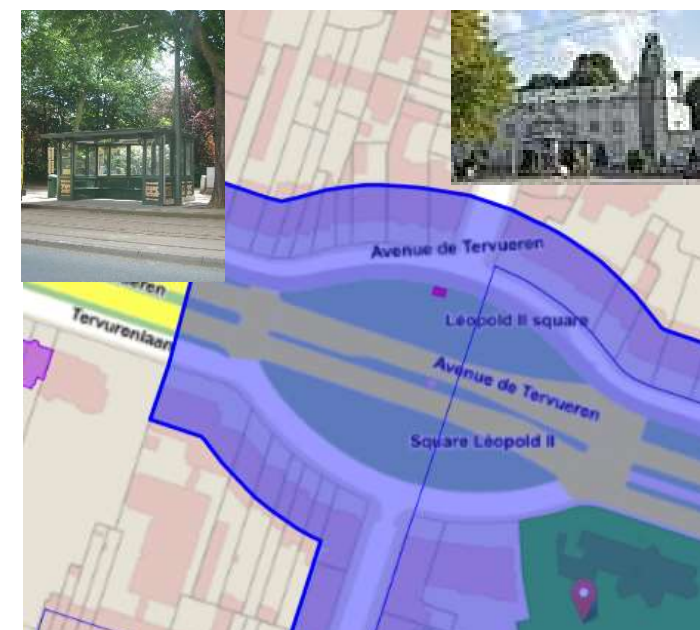 Avenue de Tervueren
Léopold II square
Tervurenlaan
Avenue de Tervueren
Square Léopold II